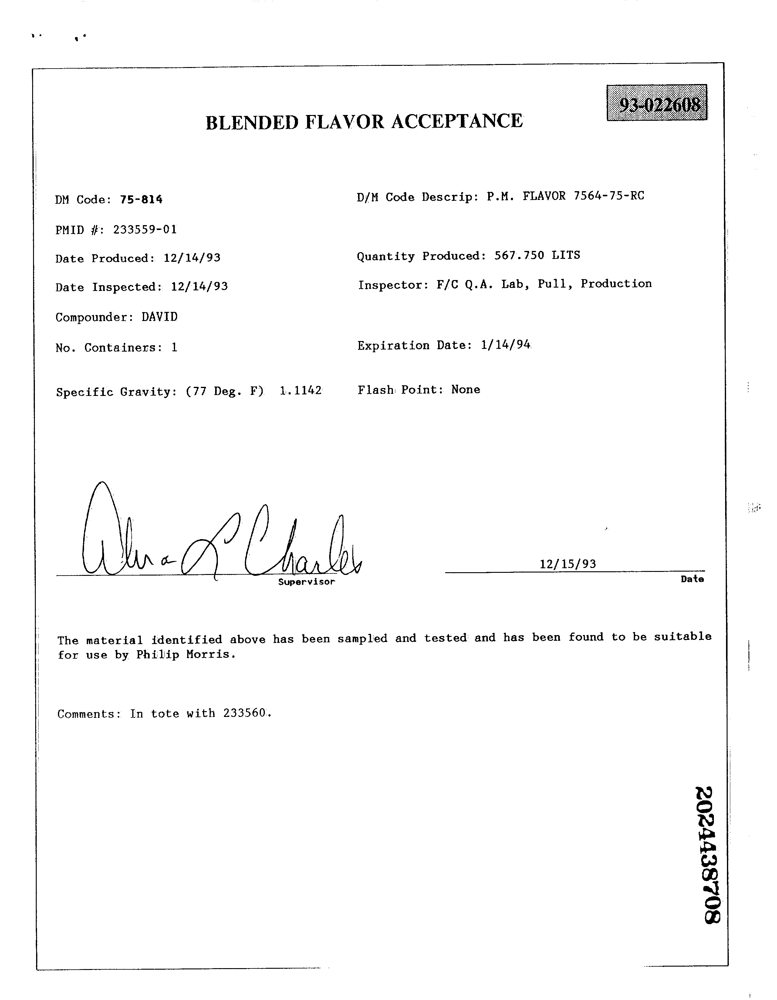 93-022608
BLENDED FLAVOR ACCEPTANCE
DM Code: 75-814
D/M Code Descrip: P.M. FLAVOR 7564-75-RC
PMID #: 233559-01
Date Produced: 12/14/93
Quantity Produced: 567.750 LITS
Date Inspected: 12/14/93
Inspector: F/C Q.A. Lab, Pull, Production
Compounder: DAVID
No. Containers: 1
Expiration Date: 1/14/94
Specific Gravity: (77 Deg. F) 1.1142
Flash Point: None
Alma L Charles
12/15/93
Supervisor
Date
The material identified above has been sampled and tested and has been found to be suitable
for use by Philip Morris.
Comments: In tote with 233560.
2024438708